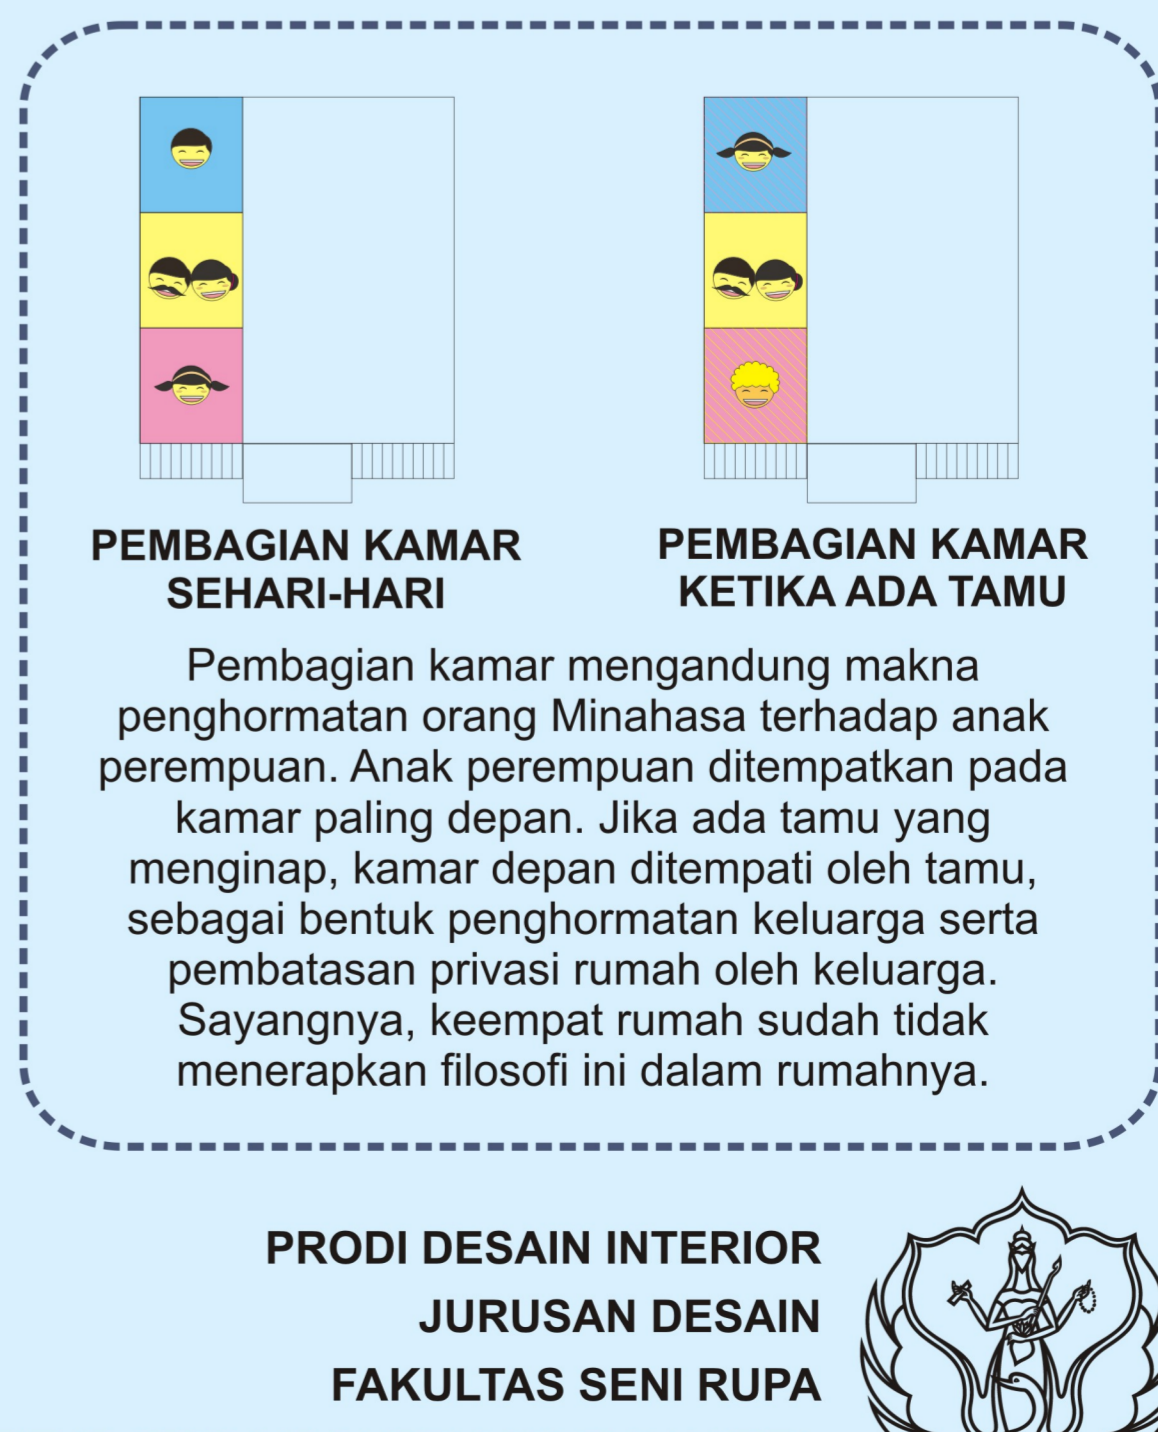 PEMBAGIAN KAMAR
SEHARI-HARI
PEMBAGIAN KAMAR
KETIKA ADA TAMU
Pembagian kamar mengandung makna
penghormatan orang Minahasa terhadap anak
perempuan. Anak perempuan ditempatkan pada
kamar paling depan. Jika ada tamu yang
menginap, kamar depan ditempati oleh tamu,
sebagai bentuk penghormatan keluarga serta
pembatasan privasi rumah oleh keluarga.
Sayangnya, keempat rumah sudah tidak
menerapkan filosofi ini dalam rumahnya.
PRODI DESAIN INTERIOR
JURUSAN DESAIN
FAKULTAS SENI RUPA